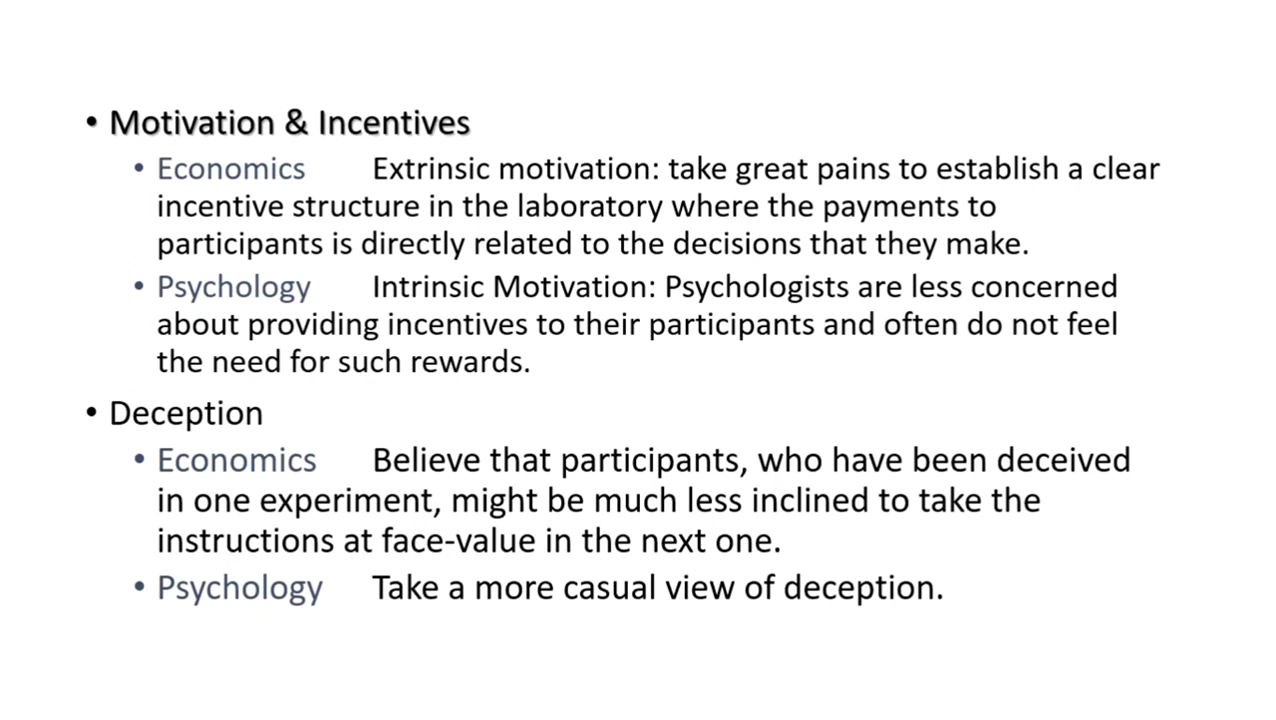 • Motivation & Incentives
• Economics Extrinsic motivation: take great pains to establish a clear
incentive structure in the laboratory where the payments to
participants is directly related to the decisions that they make.
• Psychology Intrinsic Motivation: Psychologists are less concerned
about providing incentives to their participants and often do not feel
the need for such rewards.
• Deception
• Economics Believe that participants, who have been deceived
in one experiment, might be much less inclined to take the
instructions at face-value in the next one.
• Psychology Take a more casual view of deception.